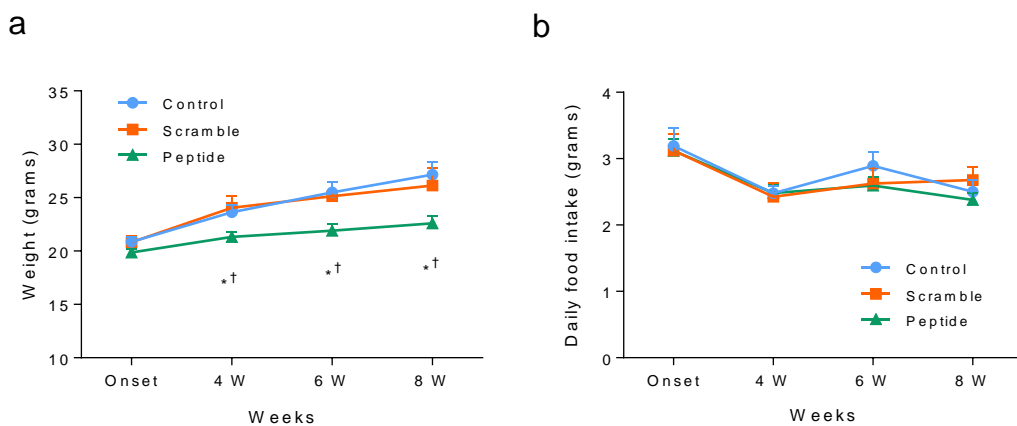 a
Weight (grams)
35
30
25
20
15
10
Control
Scramble
Peptide
*†
*†
*†
Onset
4 W
6 W
8 W
Weeks
b
Daily food intake (grams)
4
3
2
1
0
Control
Scramble
Peptide
Onset
4 W
6 W
8 W
Weeks